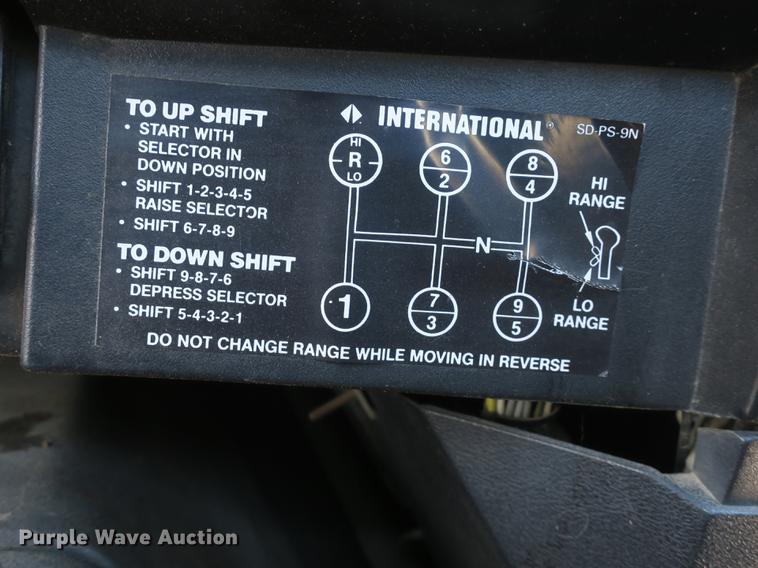 TO UP SHIFT
• START WITH
SELECTOR IN
DOWN POSITION
• SHIFT 1-2-3-4-5
RAISE SELECTOR
• SHIFT 6-7-8-9
TO DOWN SHIFT
• SHIFT 9-8-7-6
DEPRESS SELECTOR
• SHIFT 5-4-3-2-1
INTERNATIONAL®
SD-PS-9N
HI
R
LO
6
2
8
4
N
1
7
3
9
5
HI
RANGE
LO
RANGE
DO NOT CHANGE RANGE WHILE MOVING IN REVERSE
Purple Wave Auction